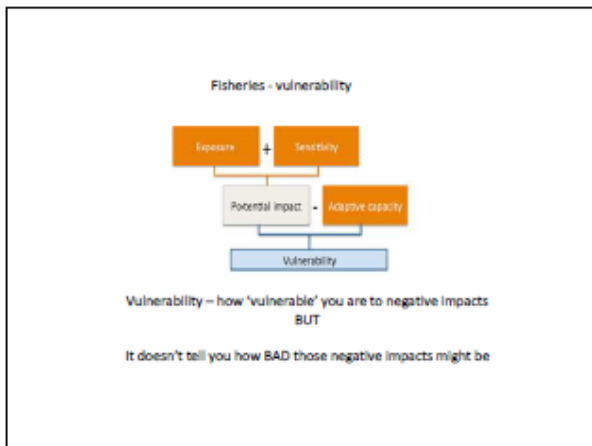 Fisheries - vulnerability
Exposure + Sensitivity
Potential impact - Adaptive capacity
Vulnerability
Vulnerability – how ‘vulnerable’ you are to negative impacts
BUT
It doesn’t tell you how BAD those negative impacts might be